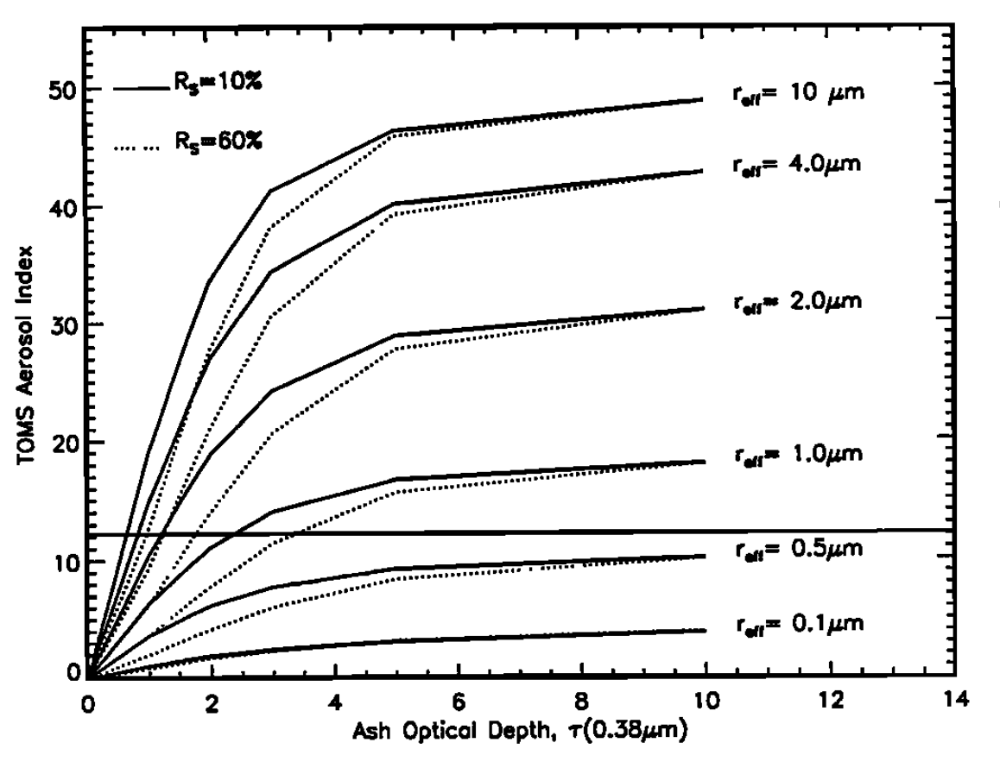 50
R_s=10%
r_eff= 10 μm
R_s=60%
r_eff= 4.0μm
40
r_eff= 2.0μm
30
TOMS Aerosol Index
20
r_eff= 1.0μm
r_eff= 0.5μm
10
r_eff= 0.1μm
0
0 2 4 6 8 10 12 14
Ash Optical Depth, τ(0.38μm)